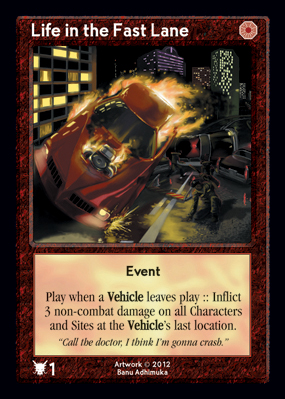 Life in the Fast Lane
Event
Play when a Vehicle leaves play :: Inflict
3 non-combat damage on all Characters
and Sites at the Vehicle's last location.
"Call the doctor, I think I'm gonna crash."
1
Artwork © 2012
Banu Adhimuka